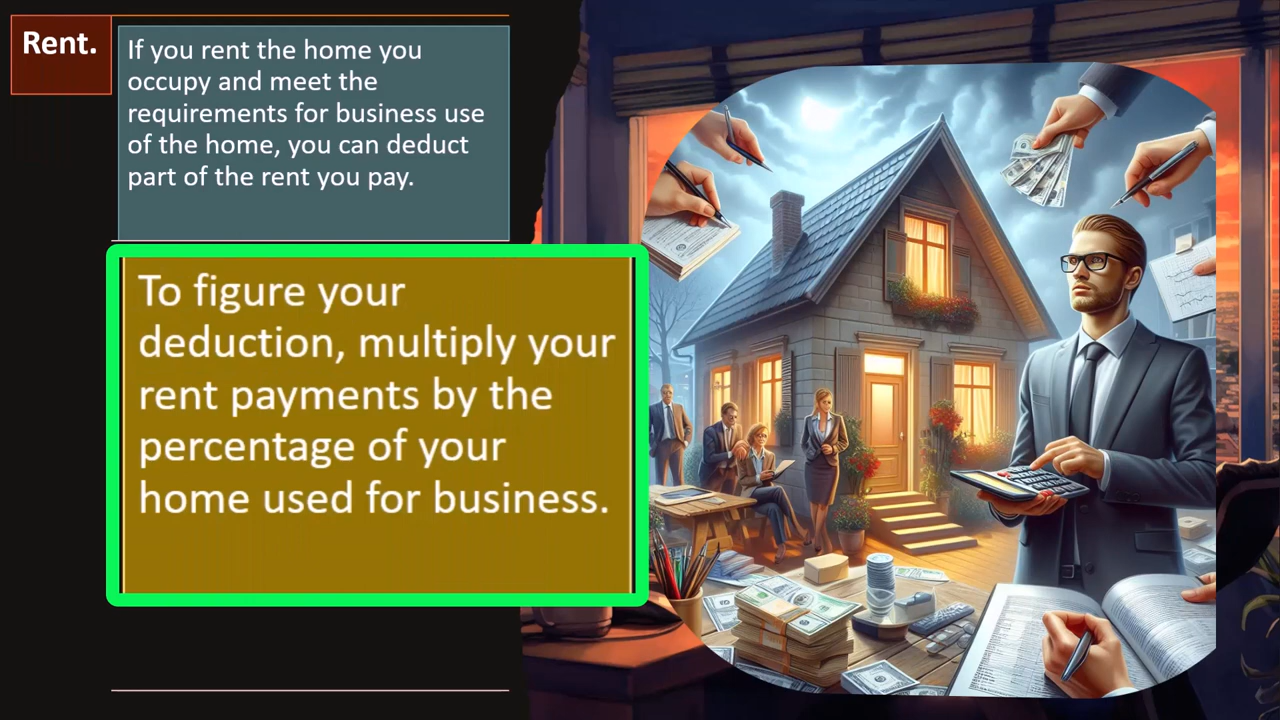 Rent.
If you rent the home you
occupy and meet the
requirements for business use
of the home, you can deduct
part of the rent you pay.
To figure your
deduction, multiply your
rent payments by the
percentage of your
home used for business.